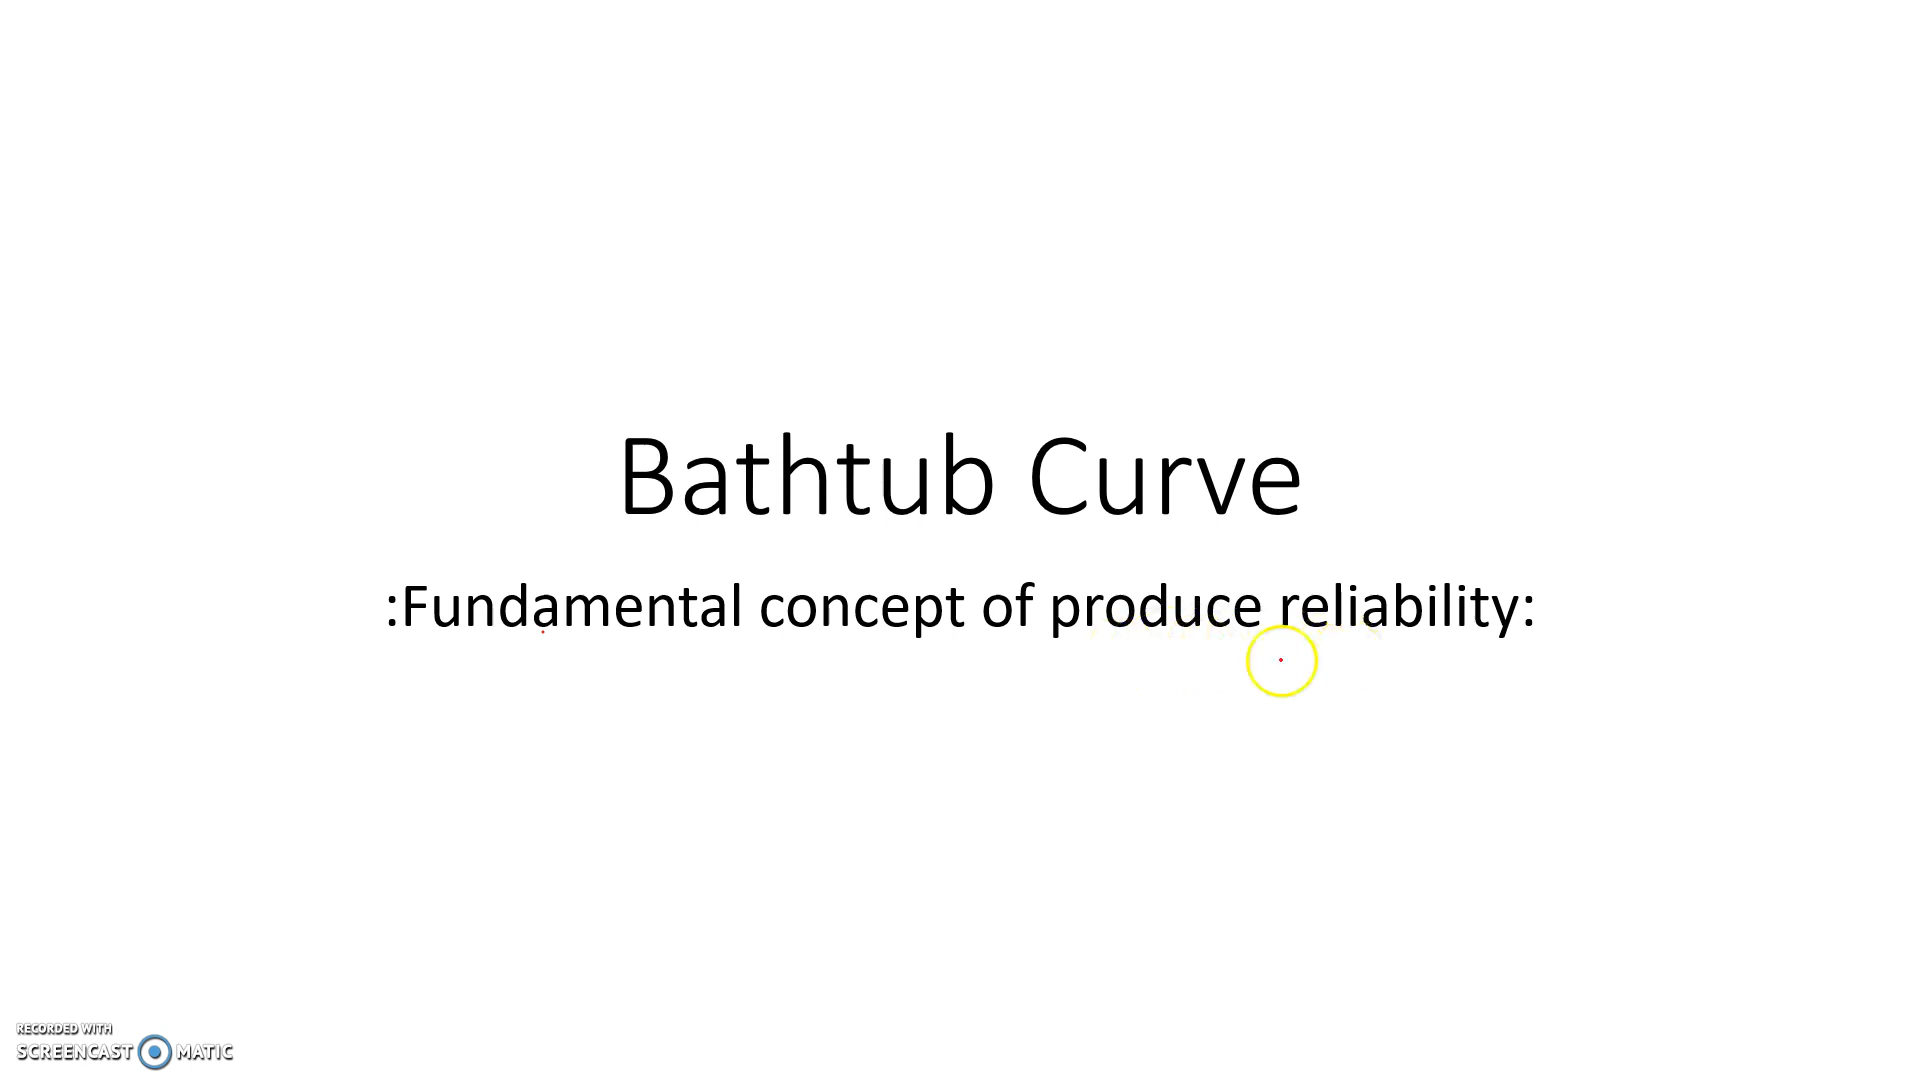 Bathtub Curve
:Fundamental concept of produce reliability:
RECORDED WITH
SCREENCAST MATIC